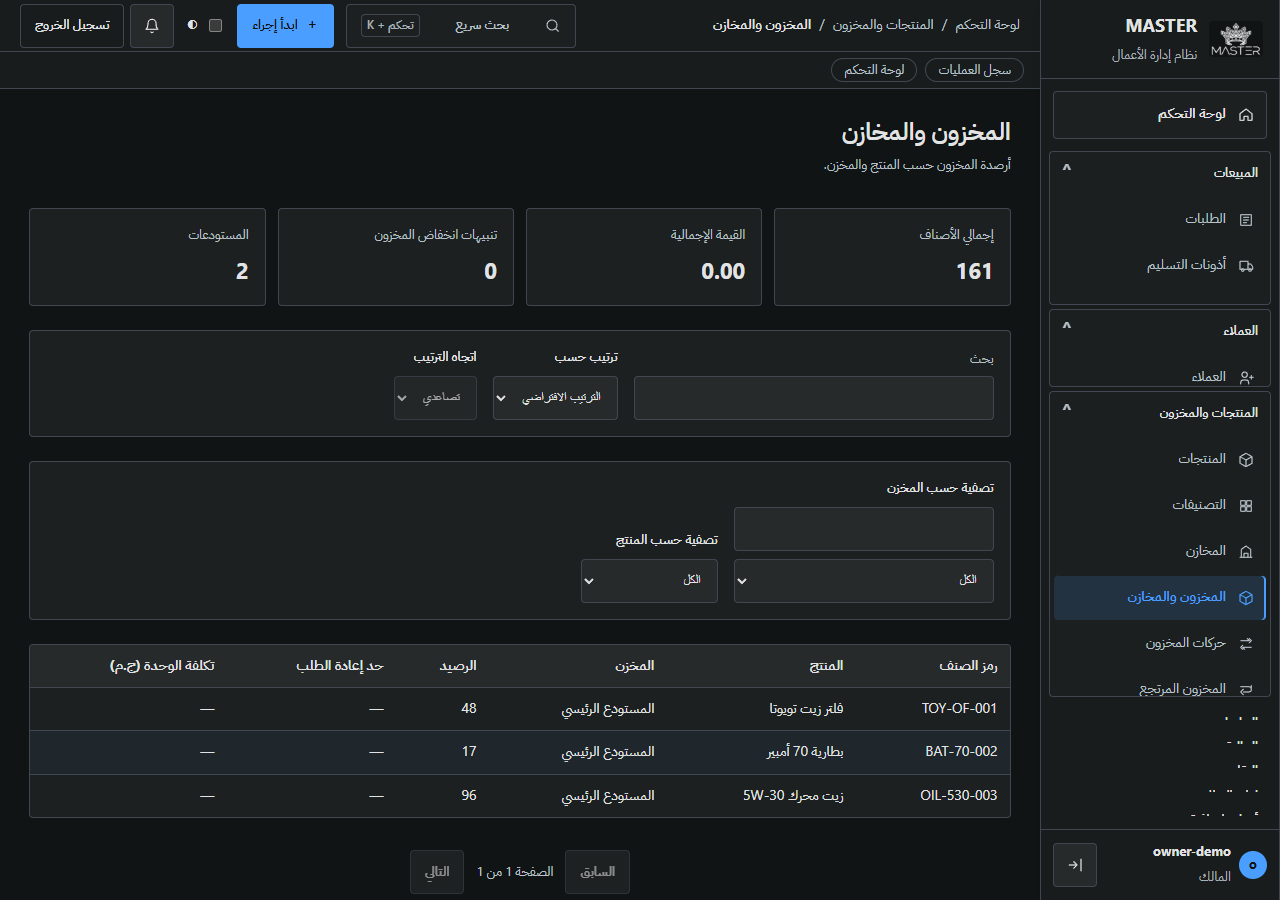 MASTER
نظام إدارة الأعمال
MASTER
لوحة التحكم / المنتجات والمخزون / المخزون والمخازن
بحث سريع
تحكم + K
+ ابدأ إجراء
تسجيل الخروج
سجل العمليات
لوحة التحكم
لوحة التحكم
المبيعات
الطلبات
أذونات التسليم
العملاء
العملاء
المنتجات والمخزون
المنتجات
التصنيفات
المخازن
المخزون والمخازن
حركات المخزون
المخزون المرتجع
owner-demo
المالك
o
المخزون والمخازن
أرصدة المخزون حسب المنتج والمخزن.
إجمالي الأصناف
161
القيمة الإجمالية
0.00
تنبيهات انخفاض المخزون
0
المستودعات
2
بحث
ترتيب حسب
الترتيب الافتراضي
اتجاه الترتيب
تصاعدي
تصفية حسب المخزن
الكل
تصفية حسب المنتج
الكل
رمز الصنف المنتج المخزن الرصيد حد إعادة الطلب تكلفة الوحدة (ج.م)
TOY-OF-001 فلتر زيت تويوتا المستودع الرئيسي 48 — —
BAT-70-002 بطارية 70 أمبير المستودع الرئيسي 17 — —
OIL-530-003 زيت محرك 5W-30 المستودع الرئيسي 96 — —
السابق
الصفحة 1 من 1
التالي